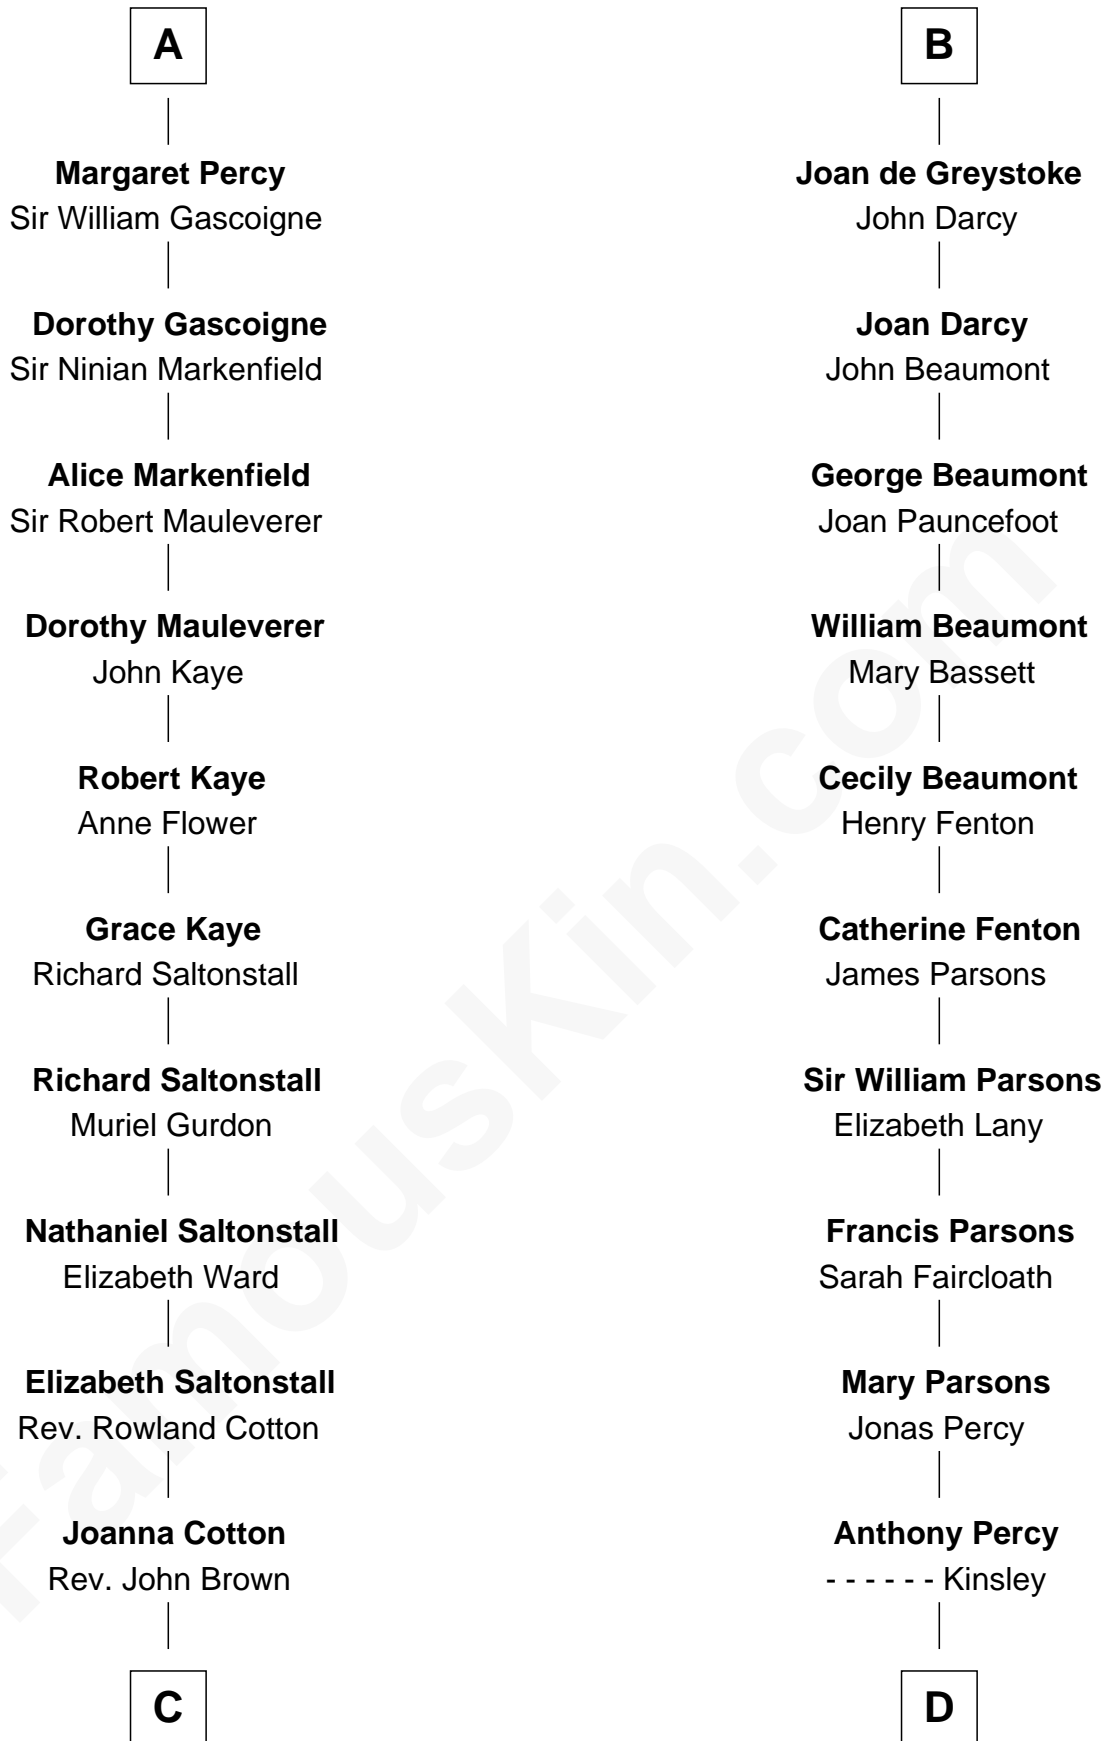 A
Margaret Percy
Sir William Gascoigne
Dorothy Gascoigne
Sir Ninian Markenfield
Alice Markenfield
Sir Robert Mauleverer
Dorothy Mauleverer
John Kaye
Robert Kaye
Anne Flower
Grace Kaye
Richard Saltonstall
Richard Saltonstall
Muriel Gurdon
Nathaniel Saltonstall
Elizabeth Ward
Elizabeth Saltonstall
Rev. Rowland Cotton
Joanna Cotton
Rev. John Brown
C
B
Joan de Greystoke
John Darcy
Joan Darcy
John Beaumont
George Beaumont
Joan Pauncefoot
William Beaumont
Mary Bassett
Cecily Beaumont
Henry Fenton
Catherine Fenton
James Parsons
Sir William Parsons
Elizabeth Lany
Francis Parsons
Sarah Faircloath
Mary Parsons
Jonas Percy
Anthony Percy
- - - - - - Kinsley
D
FamousKin.com